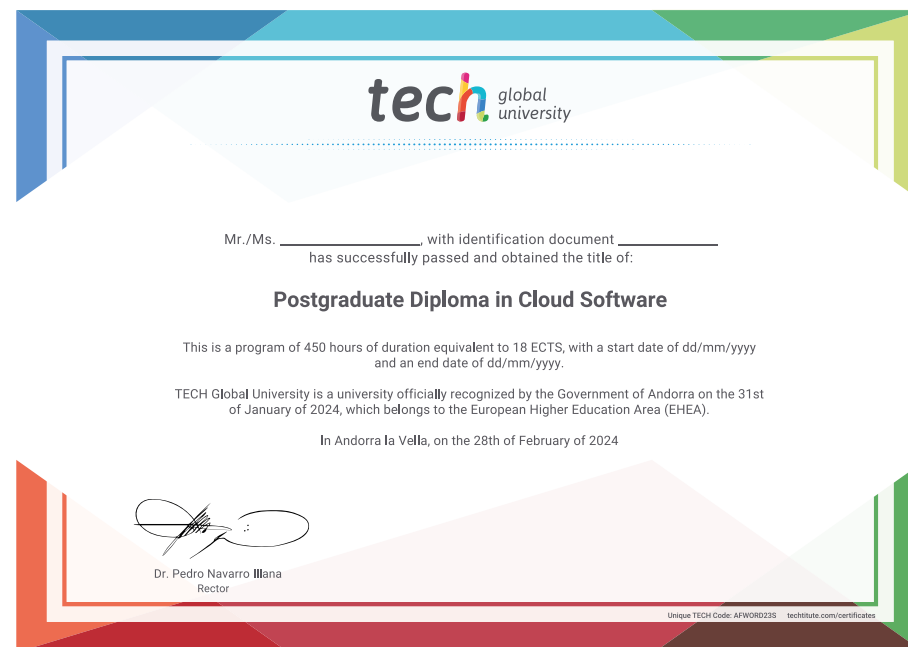 tech global university
Mr./Ms. ____________, with identification document ____________
has successfully passed and obtained the title of:
Postgraduate Diploma in Cloud Software
This is a program of 450 hours of duration equivalent to 18 ECTS, with a start date of dd/mm/yyyy
and an end date of dd/mm/yyyy.
TECH Global University is a university officially recognized by the Government of Andorra on the 31st
of January of 2024, which belongs to the European Higher Education Area (EHEA).
In Andorra la Vella, on the 28th of February of 2024
Dr. Pedro Navarro Illana
Rector
Unique TECH Code: AFWORD23S techtitute.com/certificates